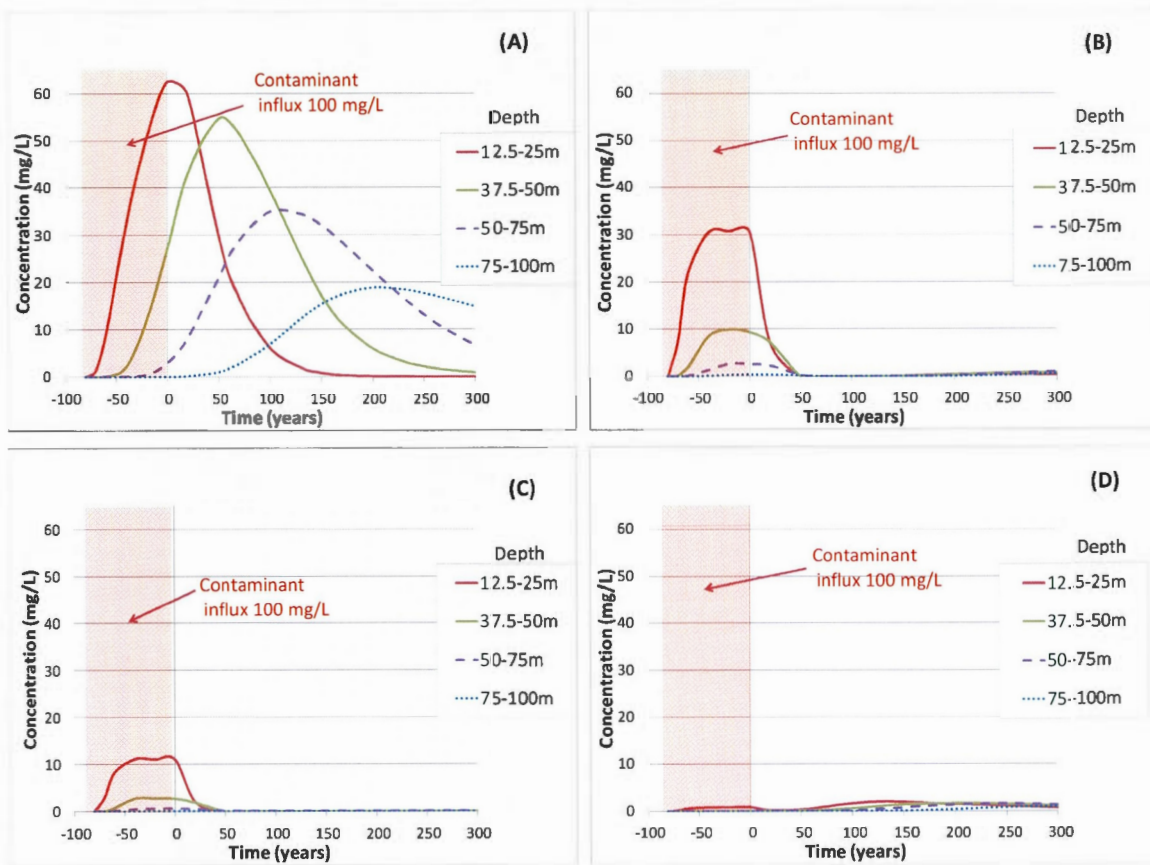 (A)
Contaminant
influx 100 mg/L
Depth
12.5-25m
37.5-50m
50-75m
75-100m
Concentration (mg/L)
60
50
40
30
20
10
0
-100 -50 0 50 100 150 200 250 300
Time (years)
(B)
Contaminant
influx 100 mg/L
Depth
12.5-25m
37.5-50m
50-75m
75-100m
Concentration (mg/L)
60
50
40
30
20
10
0
-100 -50 0 50 100 150 200 250 300
Time (years)
(C)
Contaminant
influx 100 mg/L
Depth
12.5-25m
37.5-50m
50-75m
75-100m
Concentration (mg/L)
60
50
40
30
20
10
0
-100 -50 0 50 100 150 200 250 300
Time (years)
(D)
Contaminant
influx 100 mg/L
Depth
12.5-25m
37.5-50m
50-75m
75-100m
Concentration (mg/L)
60
50
40
30
20
10
0
-100 -50 0 50 100 150 200 250 300
Time (years)